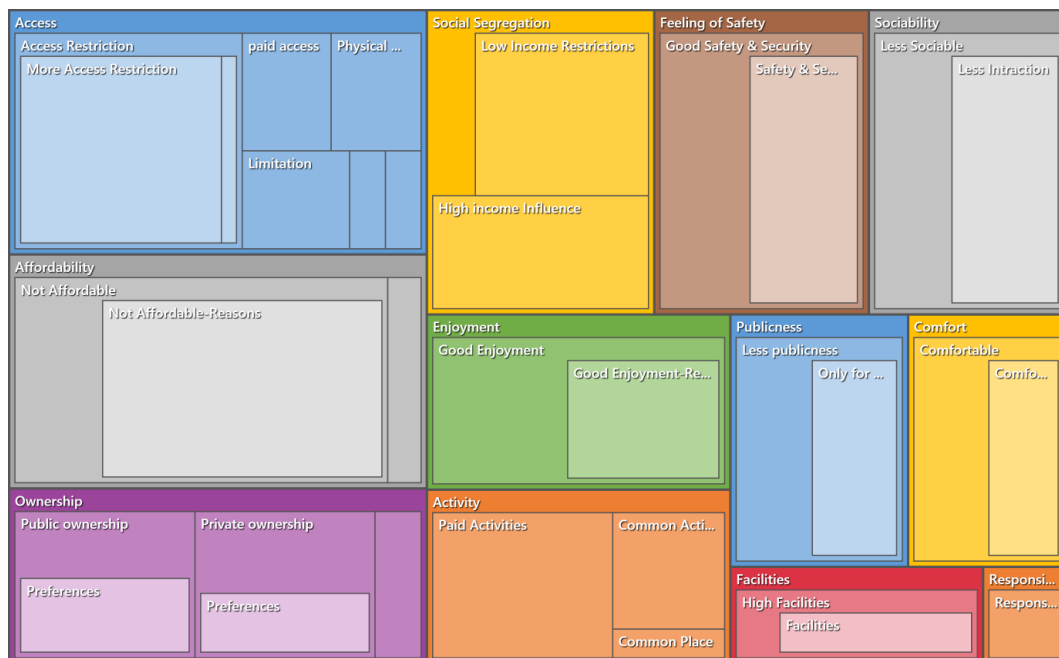 Access
Access Restriction
More Access Restriction
paid access
Physical ...
Limitation
Social Segregation
Low Income Restrictions
High income Influence
Feeling of Safety
Good Safety & Security
Safety & Se...
Sociability
Less Sociable
Less Intraction
Affordability
Not Affordable
Not Affordable-Reasons
Enjoyment
Good Enjoyment
Good Enjoyment-Re...
Publicness
Less publicness
Only for ...
Comfort
Comfortable
Comfo...
Ownership
Public ownership
Preferences
Private ownership
Preferences
Activity
Paid Activities
Common Acti...
Common Place
Facilities
High Facilities
Facilities
Responsi...
Respons...